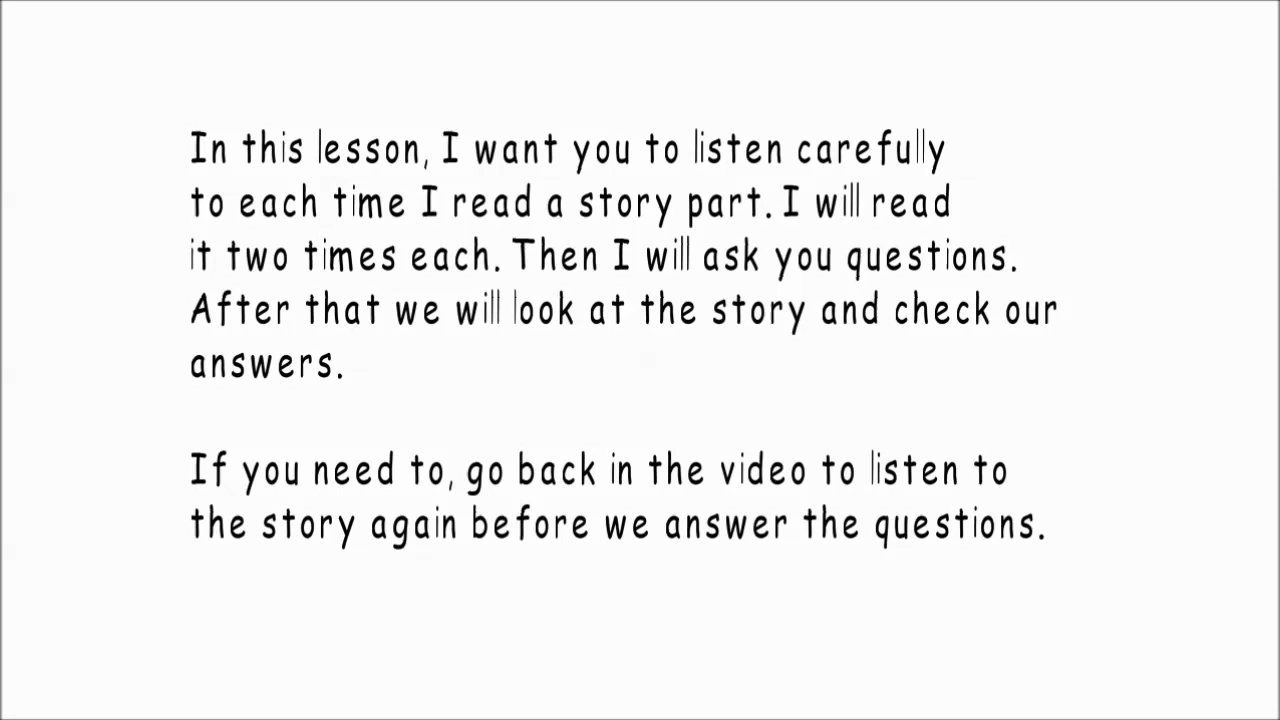 In this lesson, I want you to listen carefully
to each time I read a story part. I will read
it two times each. Then I will ask you questions.
After that we will look at the story and check our
answers.
If you need to, go back in the video to listen to
the story again before we answer the questions.